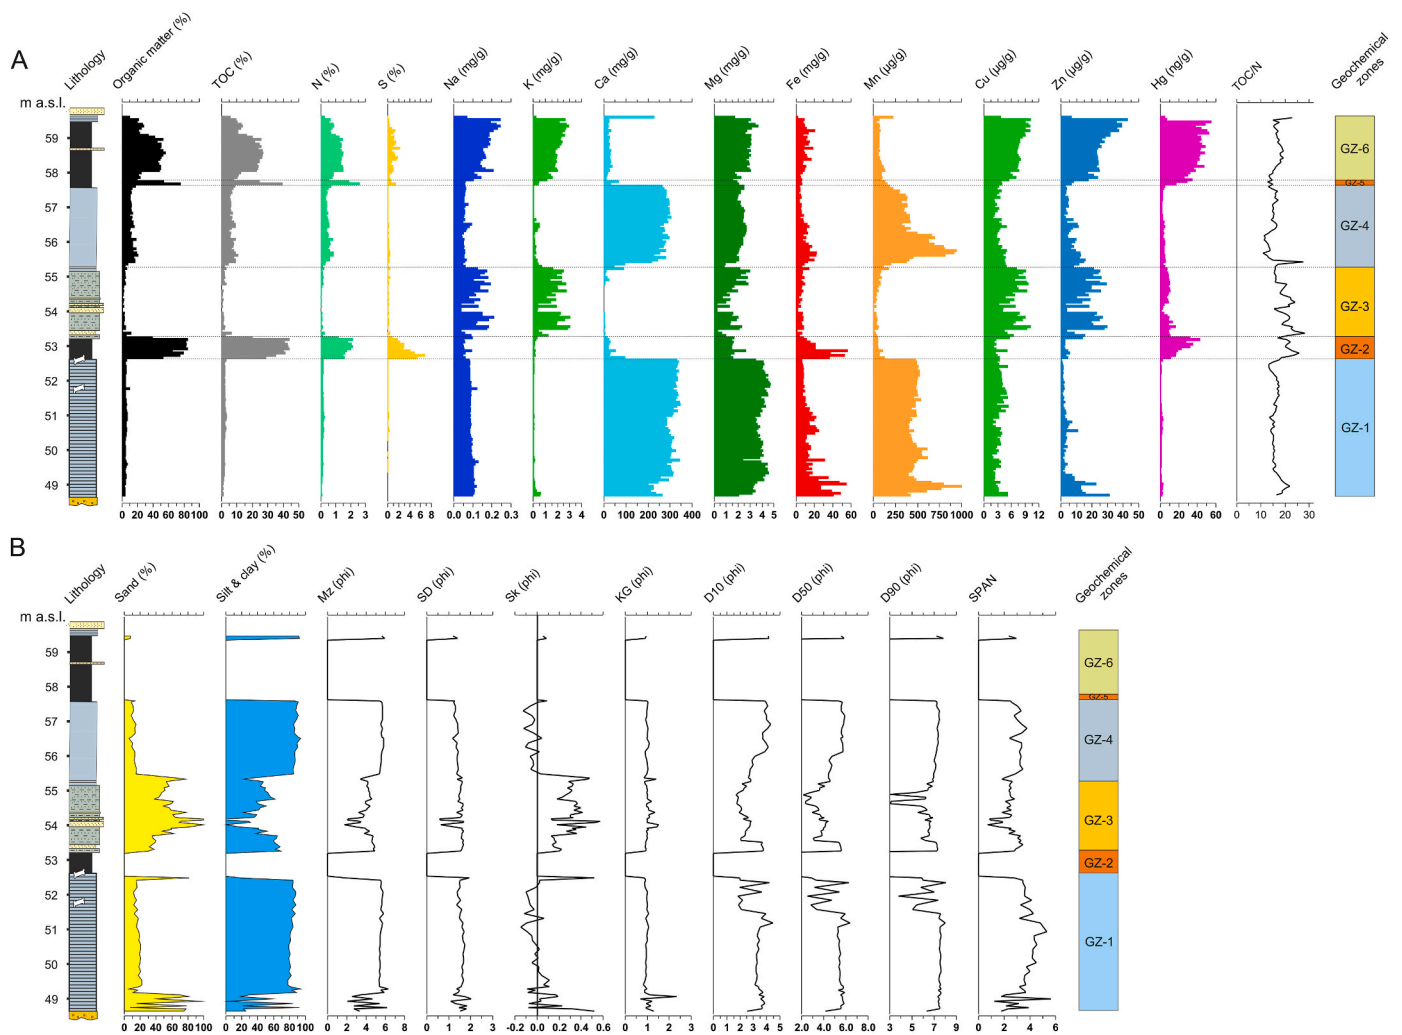 A
Lithology
Organic matter (%)
TOC (%)
N (%)
S (%)
Na (mg/g)
K (mg/g)
Ca (mg/g)
Mg (mg/g)
Fe (mg/g)
Mn (µg/g)
Cu (µg/g)
Zn (µg/g)
Hg (ng/g)
TOC/N
Geochemical
zones
m a.s.l.
59
58
57
56
55
54
53
52
51
50
49
GZ-6
GZ-5
GZ-4
GZ-3
GZ-2
GZ-1
0 20 40 60 80 100
0 10 20 30 40 50
0 1 2 3
0 2 4 6 8
0.0 0.1 0.2 0.3
0 1 2 3 4
0 100 200 300 400
0 1 2 3 4 5
0 20 40 60
0 500 1000
0 3 6 9 12
0 10 20 30 40 50
0 20 40 60
0 10 20 30
B
Lithology
Sand (%)
Silt & clay (%)
Mz (phi)
SD (phi)
Sk (phi)
KG (phi)
D10 (phi)
D50 (phi)
D90 (phi)
SPAN
Geochemical
zones
m a.s.l.
59
58
57
56
55
54
53
52
51
50
49
GZ-6
GZ-5
GZ-4
GZ-3
GZ-2
GZ-1
0 20 40 60 80 100
0 20 40 60 80 100
0 2 4 6 8
0 1 2 3
-0.2 0.0 0.2 0.4 0.6
0 1 2 3
0 1 2 3 4 5
2.0 4.0 6.0 8.0
3 5 7 9
0 2 4 6